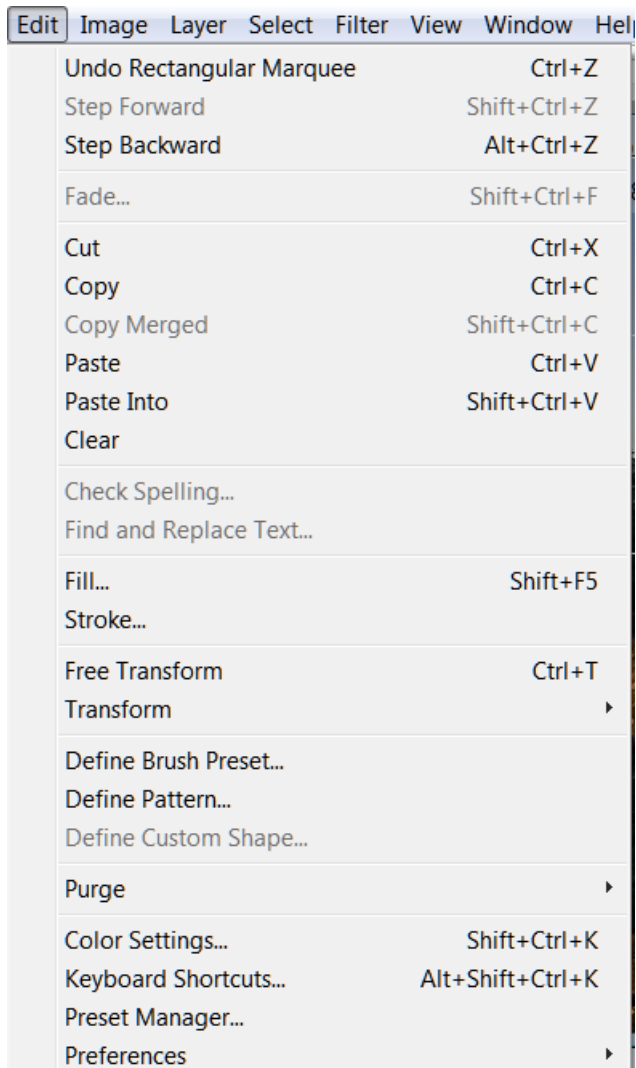 Edit Image Layer Select Filter View Window Help
Undo Rectangular Marquee Ctrl+Z
Step Forward Shift+Ctrl+Z
Step Backward Alt+Ctrl+Z
Fade... Shift+Ctrl+F
Cut Ctrl+X
Copy Ctrl+C
Copy Merged Shift+Ctrl+C
Paste Ctrl+V
Paste Into Shift+Ctrl+V
Clear
Check Spelling...
Find and Replace Text...
Fill... Shift+F5
Stroke...
Free Transform Ctrl+T
Transform
Define Brush Preset...
Define Pattern...
Define Custom Shape...
Purge
Color Settings... Shift+Ctrl+K
Keyboard Shortcuts... Alt+Shift+Ctrl+K
Preset Manager...
Preferences